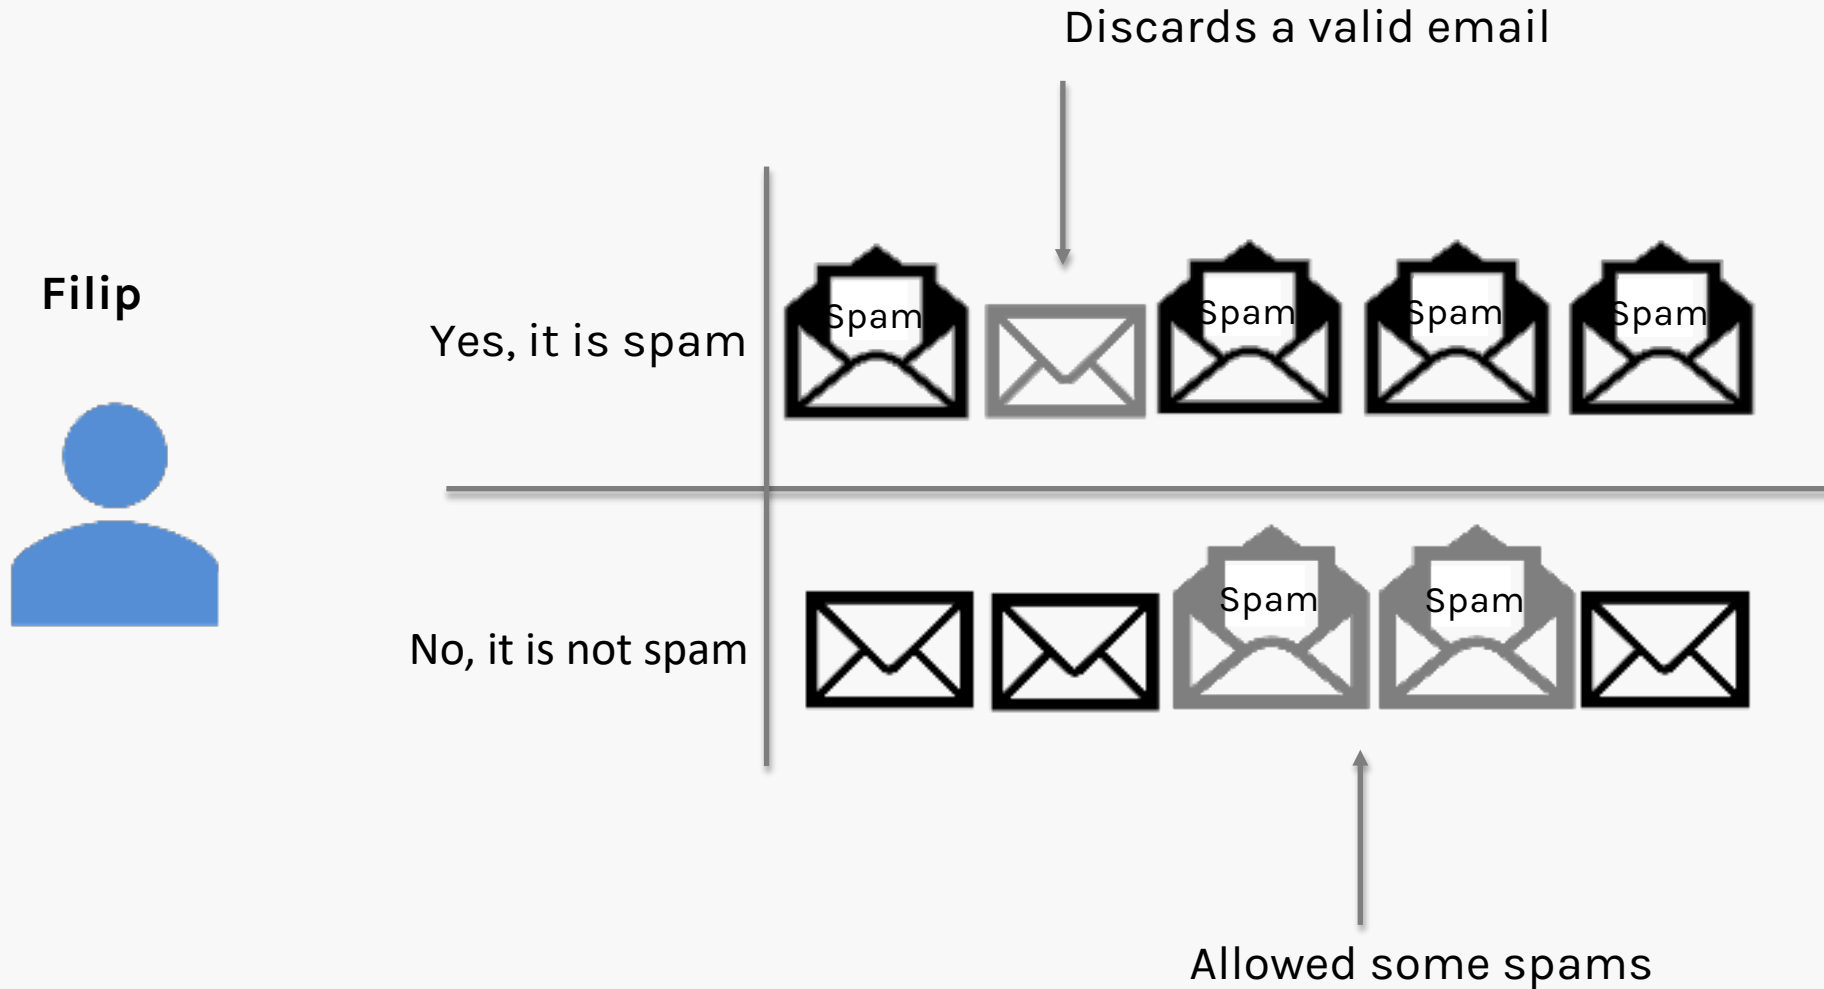 Discards a valid email
Filip
Yes, it is spam
Spam
Spam
Spam
Spam
No, it is not spam
Spam
Spam
Allowed some spams